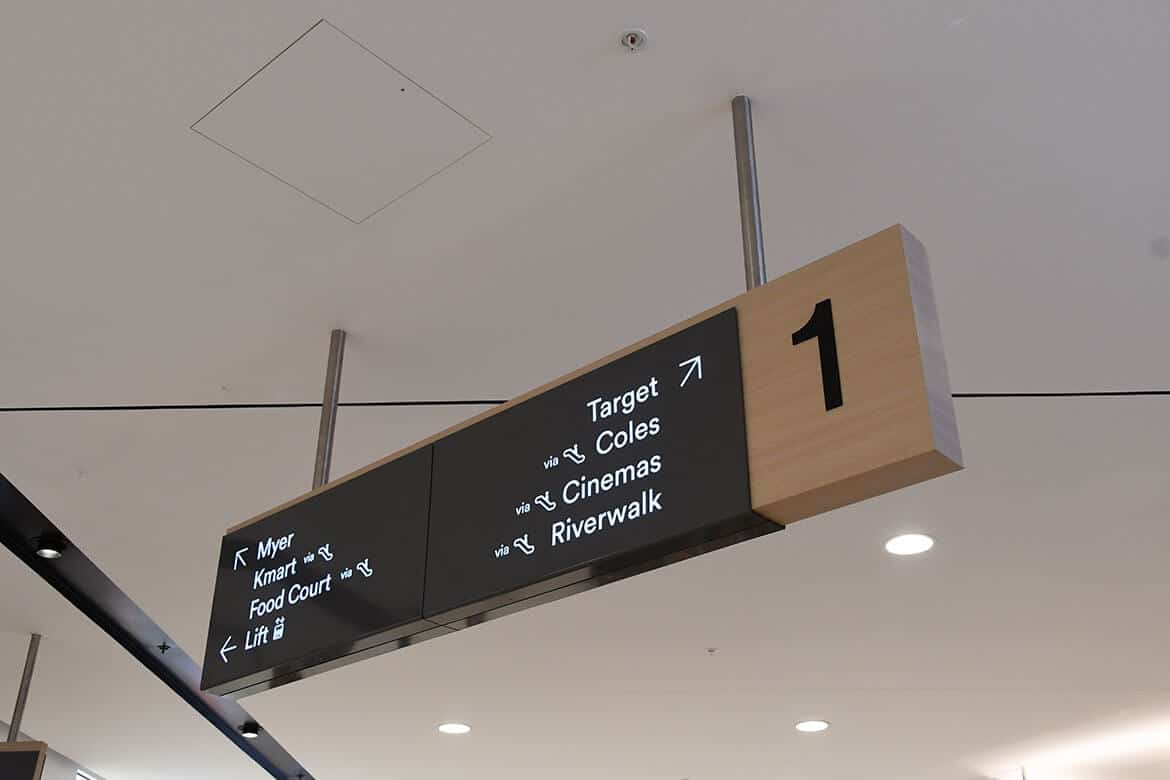 Myer
Kmart via
Food Court via
Lift
Target
via Coles
via Cinemas
via Riverwalk
1